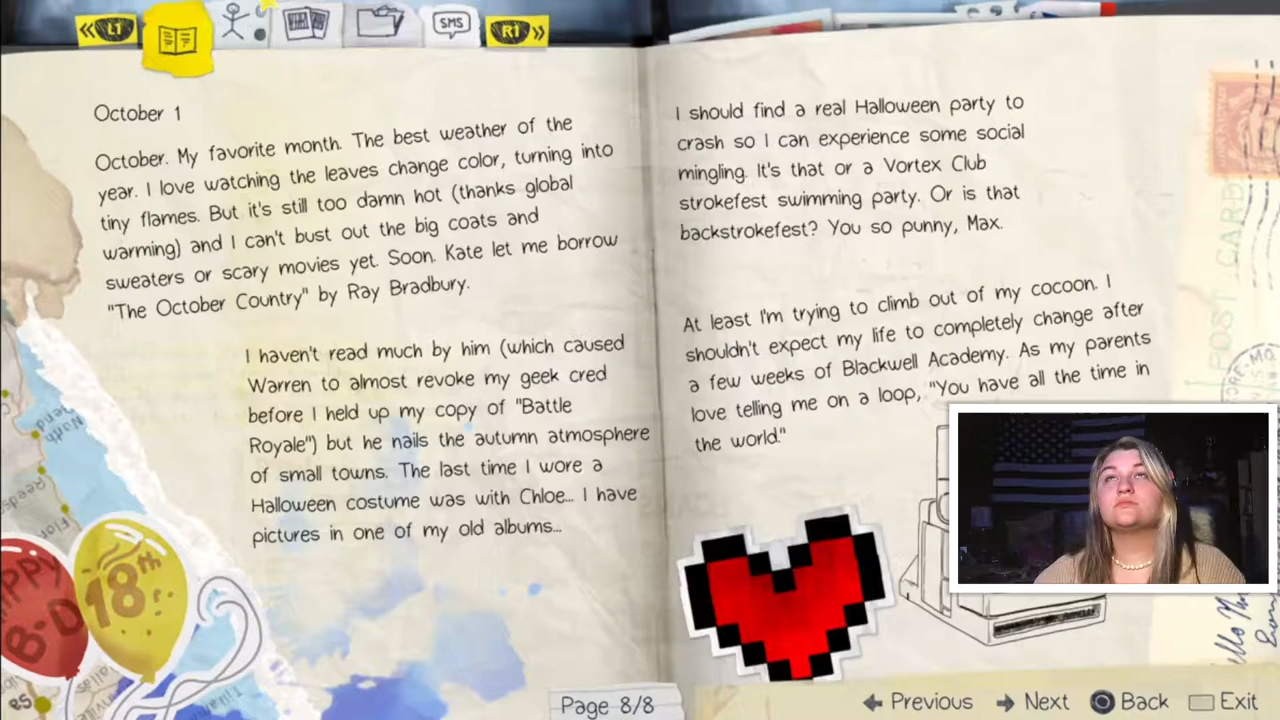 L1
SMS
R1
October 1
October. My favorite month. The best weather of the
year. I love watching the leaves change color, turning into
tiny flames. But it's still too damn hot (thanks global
warming) and I can't bust out the big coats and
sweaters or scary movies yet. Soon. Kate let me borrow
"The October Country" by Ray Bradbury.
I haven't read much by him (which caused
Warren to almost revoke my geek cred
before I held up my copy of "Battle
Royale") but he nails the autumn atmosphere
of small towns. The last time I wore a
Halloween costume was with Chloe... I have
pictures in one of my old albums...
I should find a real Halloween party to
crash so I can experience some social
mingling. It's that or a Vortex Club
strokefest swimming party. Or is that
backstrokefest? You so punny, Max.
At least I'm trying to climb out of my cocoon. I
shouldn't expect my life to completely change after
a few weeks of Blackwell Academy. As my parents
love telling me on a loop, "You have all the time in
the world."
POST CARD
North
18th
B-D
Page 8/8
Previous
Next
Back
Exit